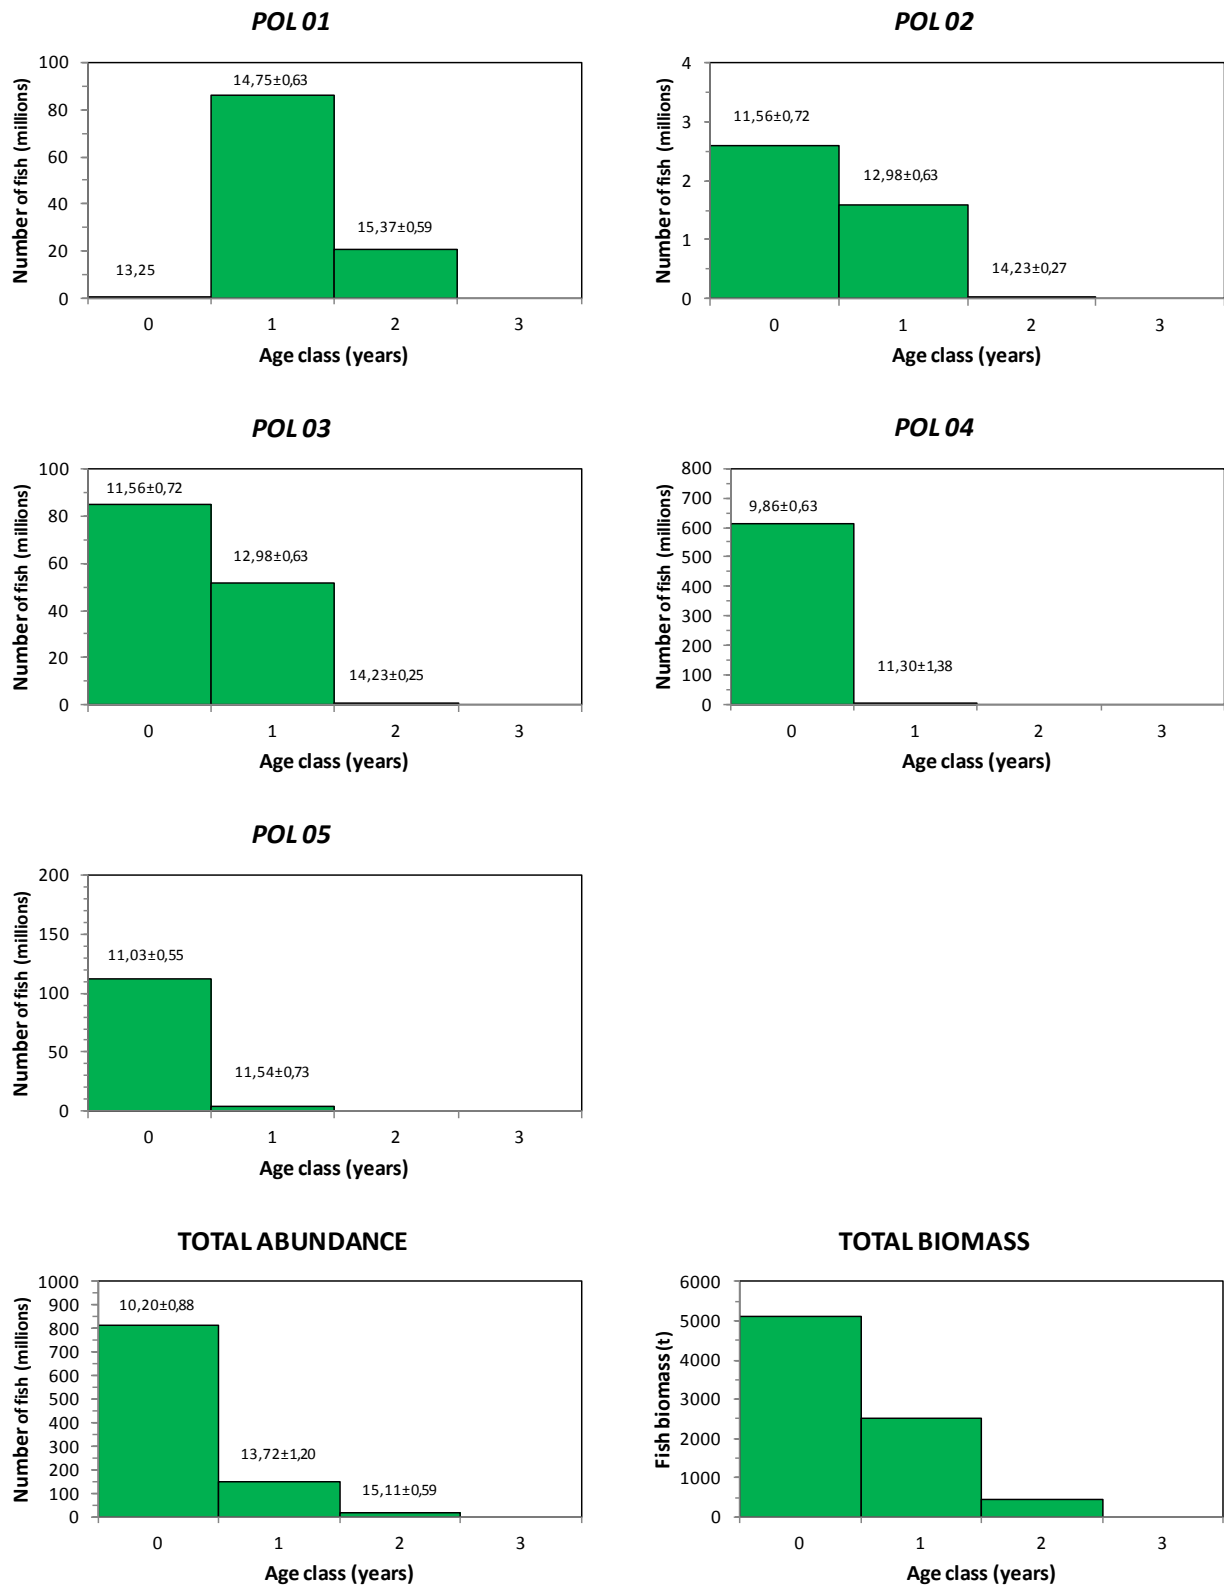 POL 01
Number of fish (millions)
100
80
60
40
20
0
13,25
14,75±0,63
15,37±0,59
0 1 2 3
Age class (years)
POL 02
Number of fish (millions)
4
3
2
1
0
11,56±0,72
12,98±0,63
14,23±0,27
0 1 2 3
Age class (years)
POL 03
Number of fish (millions)
100
80
60
40
20
0
11,56±0,72
12,98±0,63
14,23±0,25
0 1 2 3
Age class (years)
POL 04
Number of fish (millions)
800
700
600
500
400
300
200
100
0
9,86±0,63
11,30±1,38
0 1 2 3
Age class (years)
POL 05
Number of fish (millions)
200
150
100
50
0
11,03±0,55
11,54±0,73
0 1 2 3
Age class (years)
TOTAL ABUNDANCE
Number of fish (millions)
1000
900
800
700
600
500
400
300
200
100
0
10,20±0,88
13,72±1,20
15,11±0,59
0 1 2 3
Age class (years)
TOTAL BIOMASS
Fish biomass (t)
6000
5000
4000
3000
2000
1000
0
0 1 2 3
Age class (years)